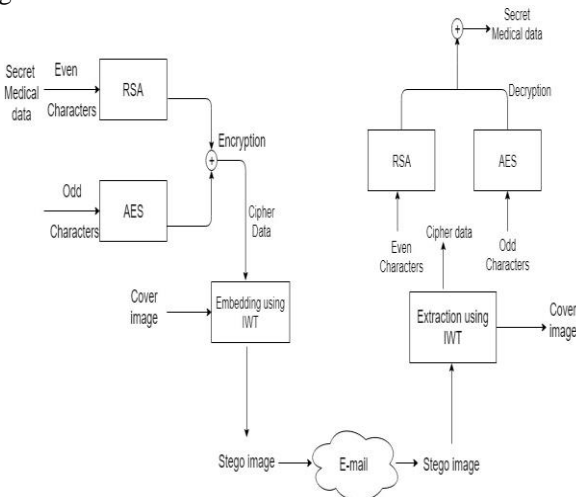 Secret
Medical
data
Even
Characters
RSA
Odd
Characters
AES
+
Encryption
Cipher
Data
Cover
image
Embedding using
IWT
Stego image
E-mail
Stego image
Extraction using
IWT
Cover
image
Cipher data
Even
Characters
Odd
Characters
RSA
AES
Decryption
+
Secret
Medical data